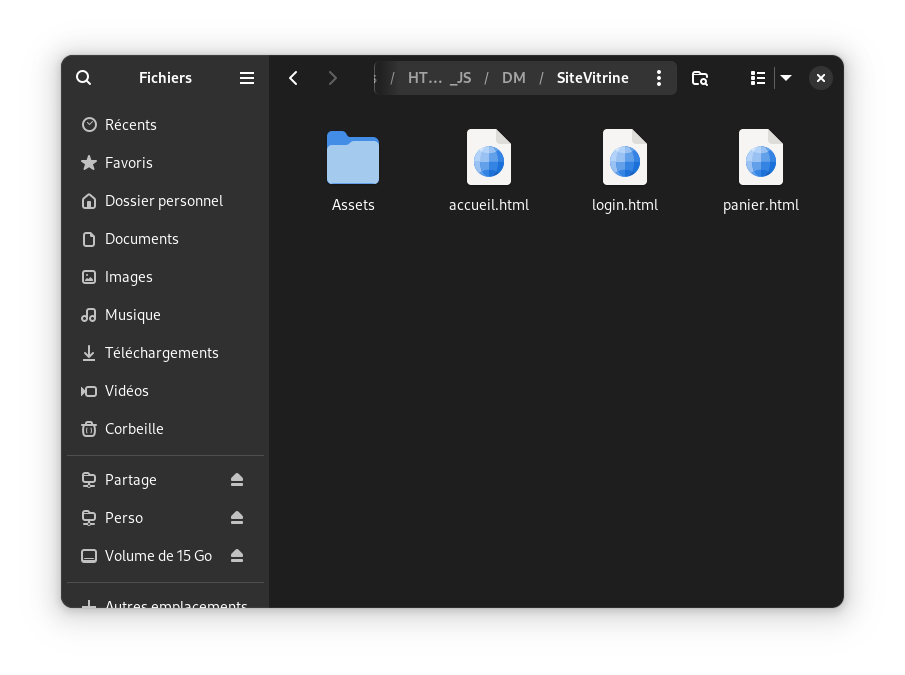 Fichiers
/ HT… _JS / DM / SiteVitrine
Récents
Favoris
Dossier personnel
Documents
Images
Musique
Téléchargements
Vidéos
Corbeille
Partage
Perso
Volume de 15 Go
Autres emplacements
Assets
accueil.html
login.html
panier.html